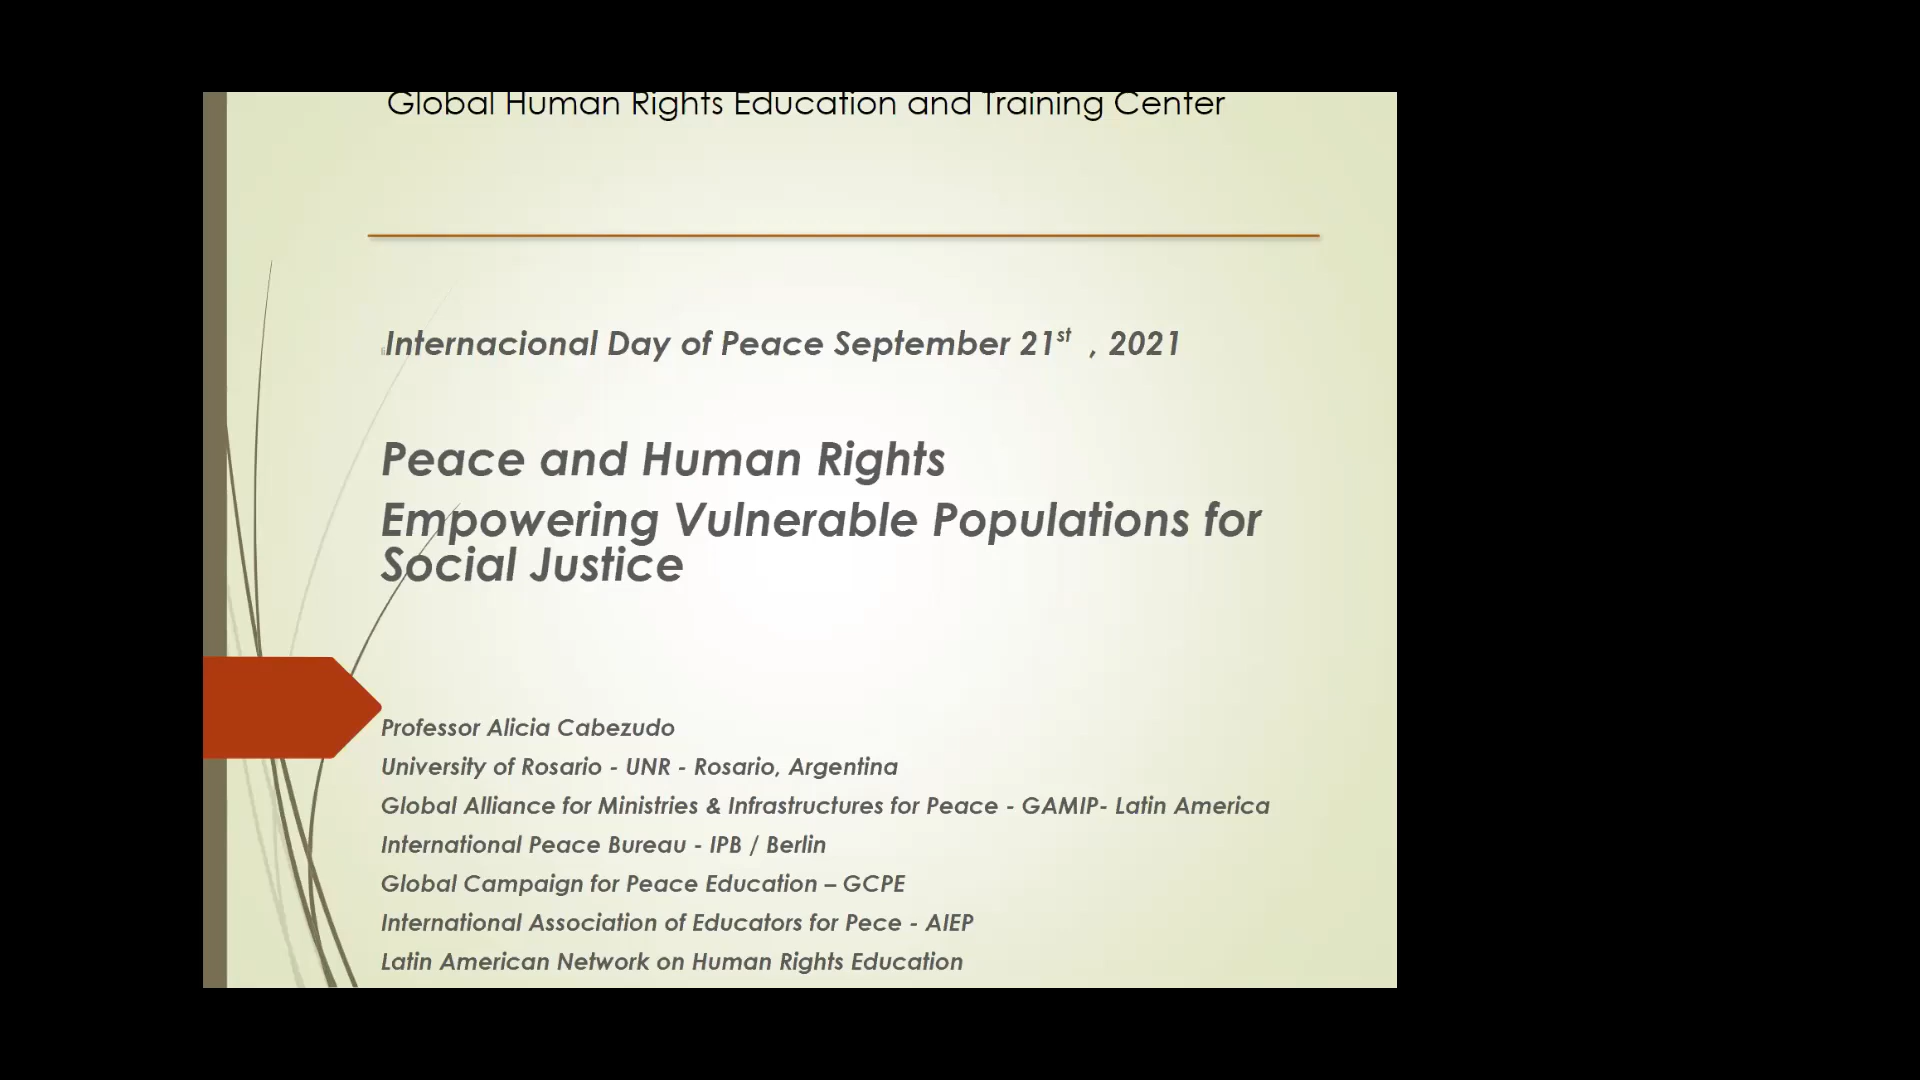 Global Human Rights Education and Training Center
Internacional Day of Peace September 21st , 2021
Peace and Human Rights
Empowering Vulnerable Populations for
Social Justice
Professor Alicia Cabezudo
University of Rosario - UNR - Rosario, Argentina
Global Alliance for Ministries & Infrastructures for Peace - GAMIP- Latin America
International Peace Bureau - IPB / Berlin
Global Campaign for Peace Education – GCPE
International Association of Educators for Pece - AIEP
Latin American Network on Human Rights Education